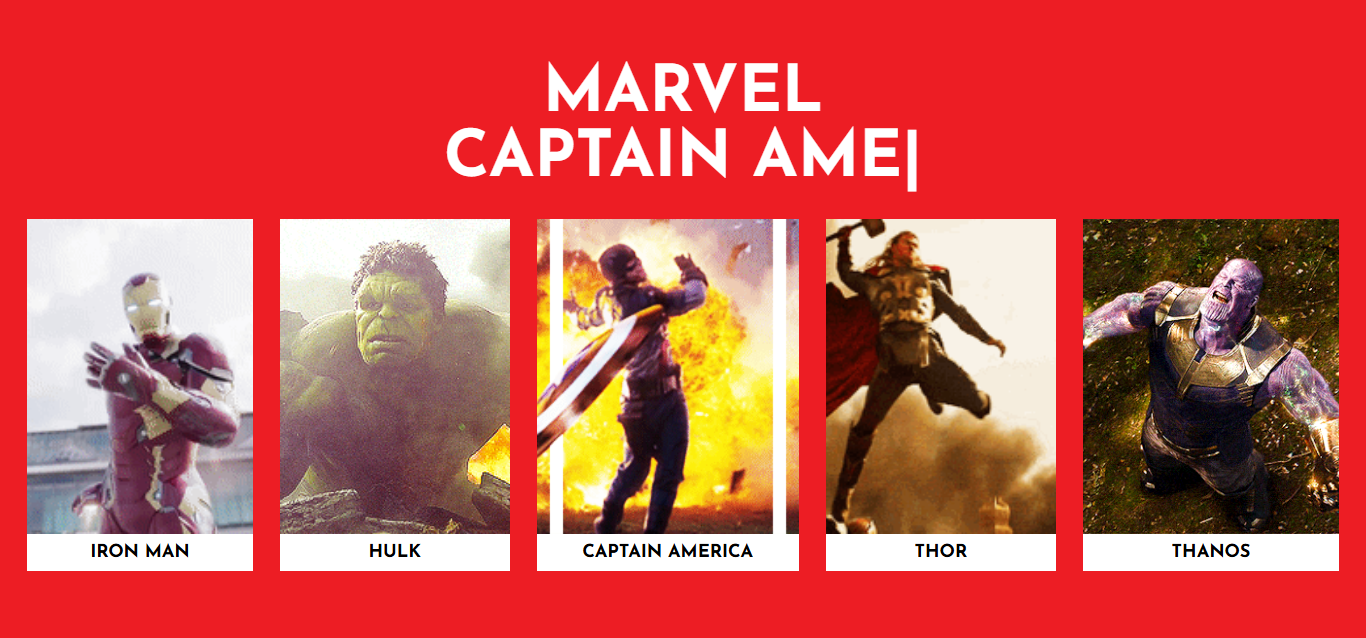 MARVEL
CAPTAIN AME|
IRON MAN
HULK
CAPTAIN AMERICA
THOR
THANOS